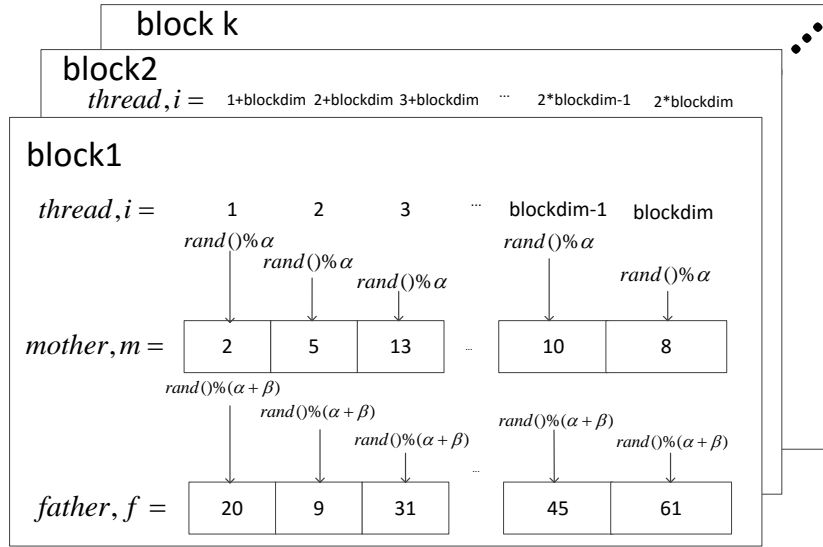 block k
block2
thread,i = 1+blockdim 2+blockdim 3+blockdim ... 2*blockdim-1 2*blockdim
block1
thread,i = 1 2 3 ... blockdim-1 blockdim
rand()%α rand()%α rand()%α rand()%α rand()%α
mother,m = 2 5 13 ... 10 8
rand()%(α+β) rand()%(α+β) rand()%(α+β) rand()%(α+β) rand()%(α+β)
...
father,f = 20 9 31 45 61